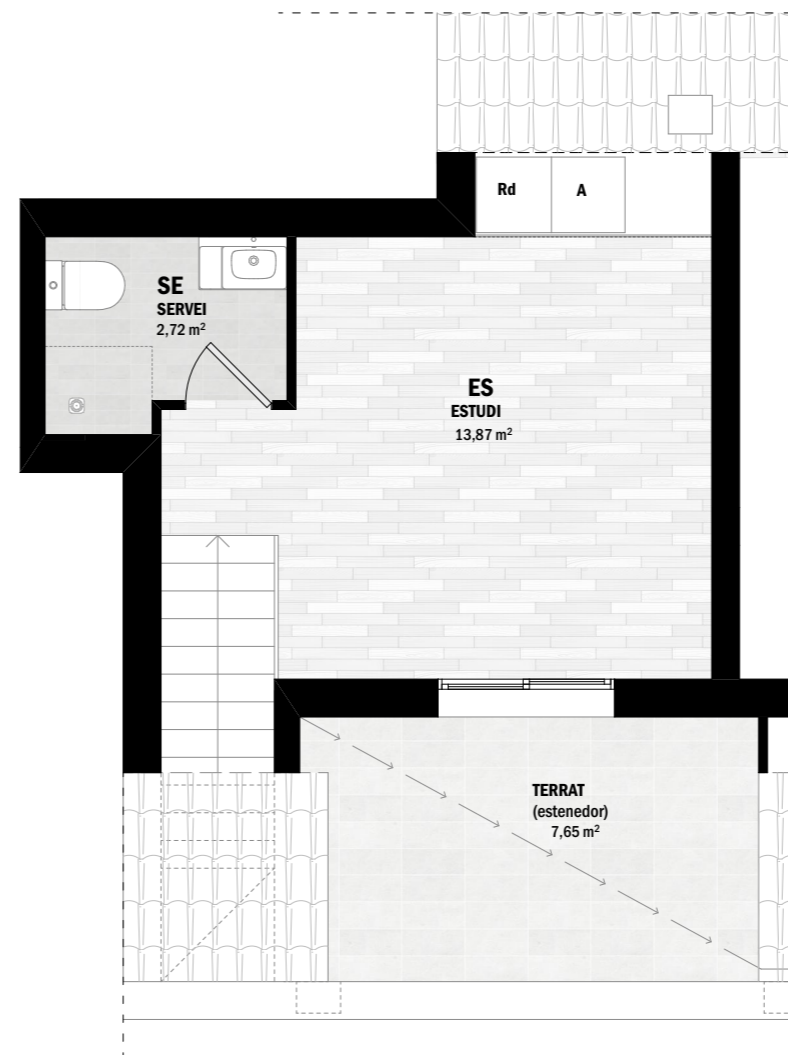 Rd
A
SE
SERVEI
2,72 m²
ES
ESTUDI
13,87 m²
TERRAT
(estenedor)
7,65 m²